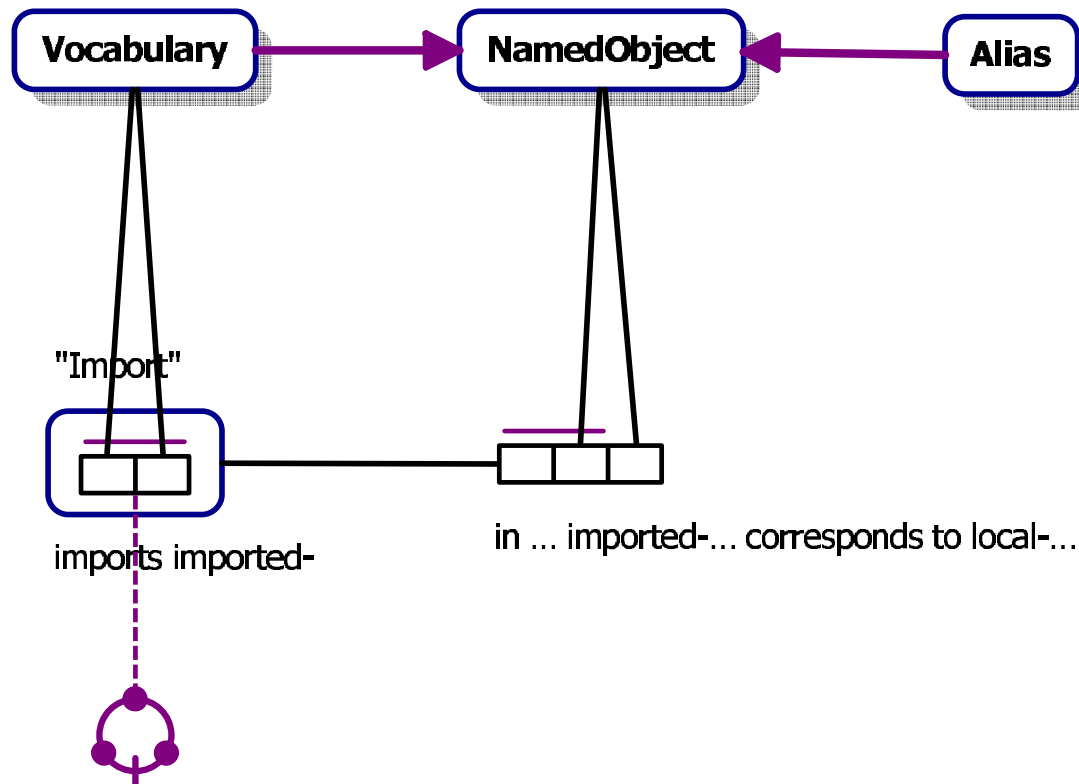 Vocabulary NamedObject Alias
"Import"
imports imported-
in ... imported-... corresponds to local-...